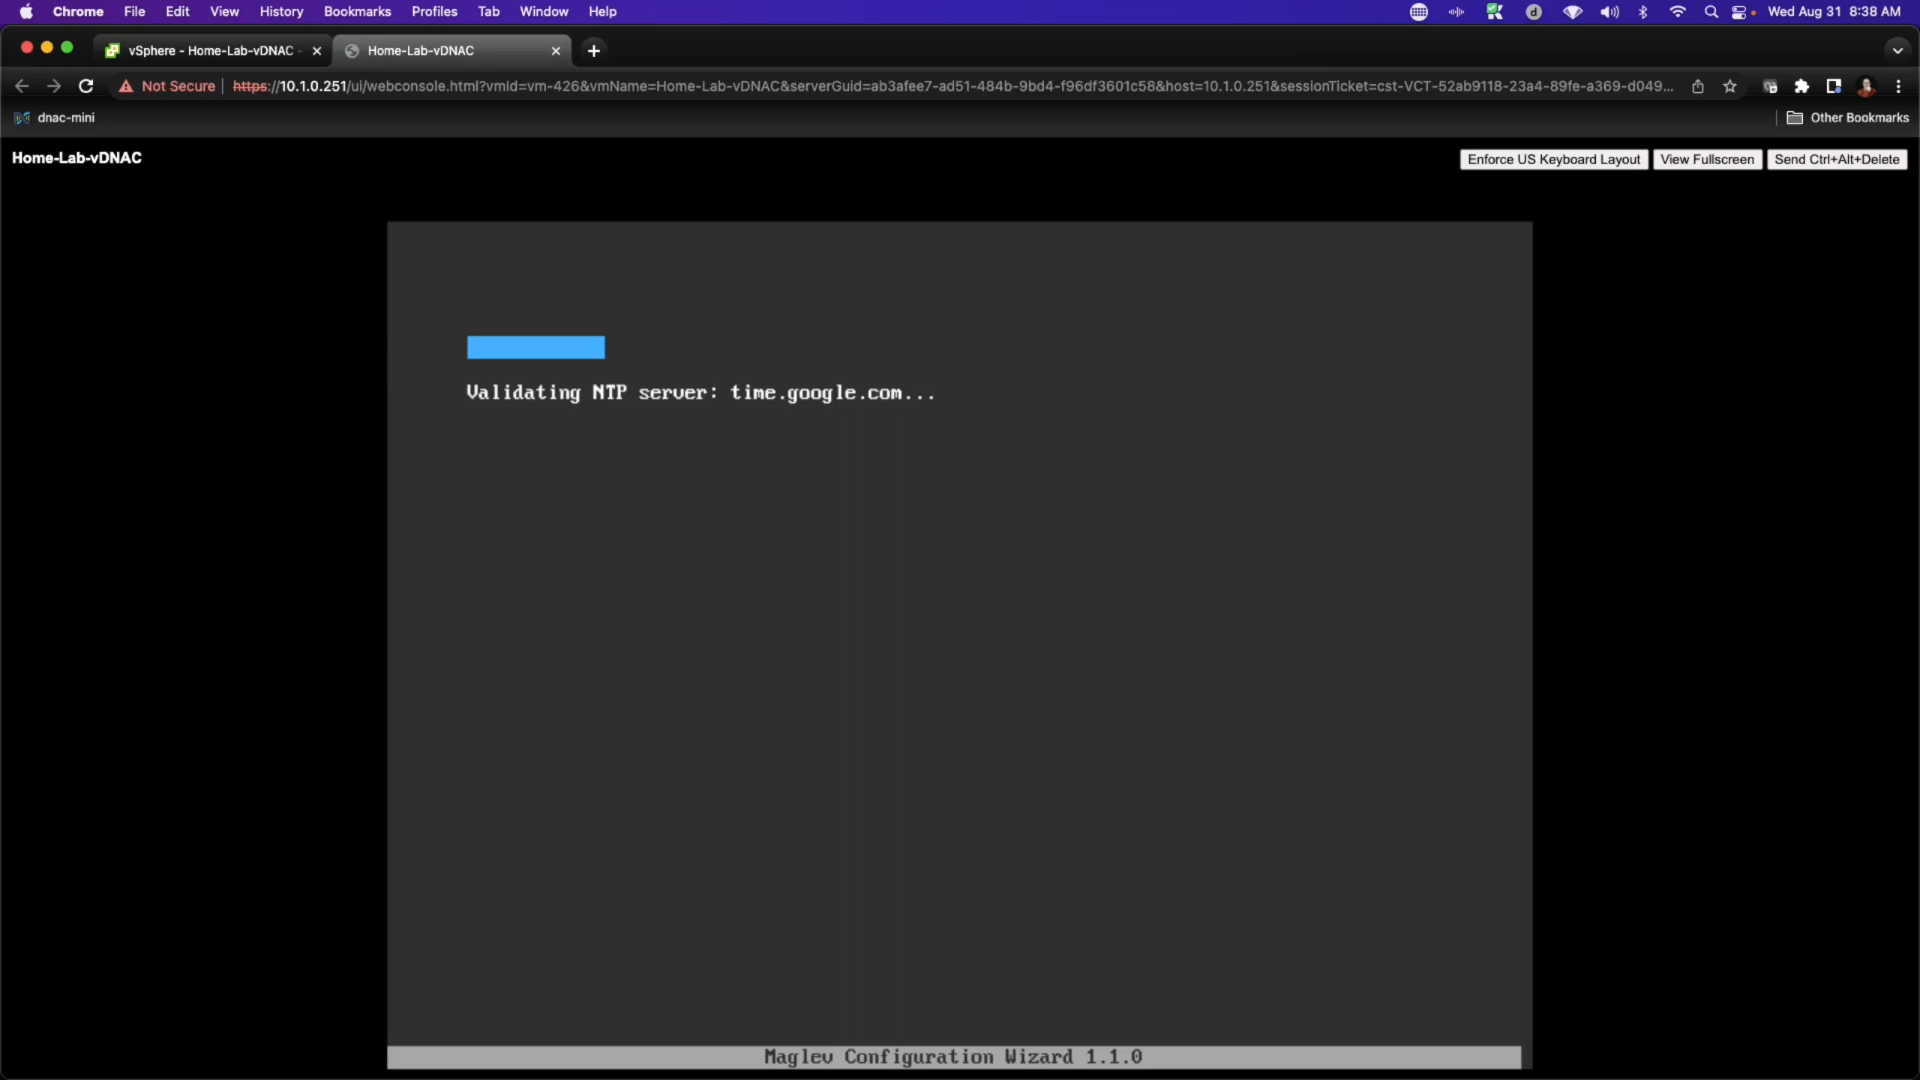 Chrome File Edit View History Bookmarks Profiles Tab Window Help
Wed Aug 31 8:38 AM
vSphere - Home-Lab-vDNAC -
Home-Lab-vDNAC
Not Secure
https://10.1.0.251/ui/webconsole.html?vmId=vm-426&vmName=Home-Lab-vDNAC&serverGuid=ab3afee7-ad51-484b-9bd4-f96df3601c58&host=10.1.0.251&sessionTicket=cst-VCT-52ab9118-23a4-89fe-a369-d049...
dnac-mini
Other Bookmarks
Home-Lab-vDNAC
Enforce US Keyboard Layout
View Fullscreen
Send Ctrl+Alt+Delete
Validating NTP server: time.google.com...
Maglev Configuration Wizard 1.1.0